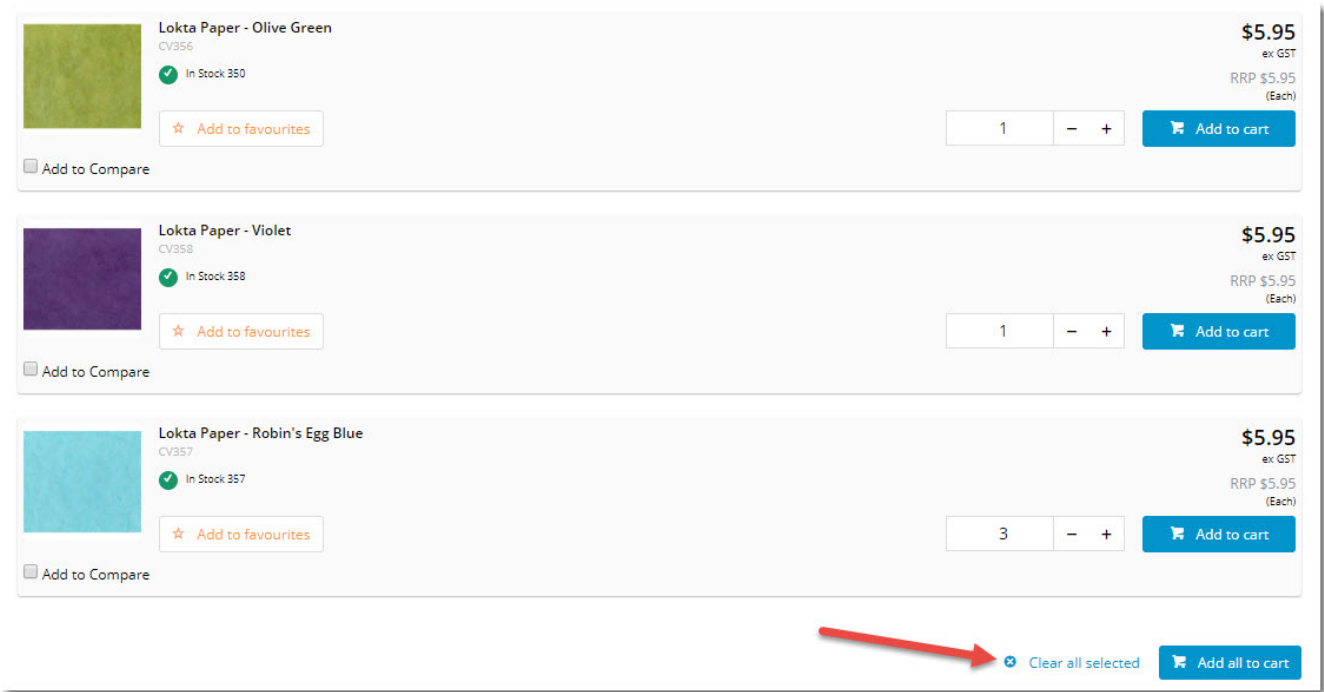 Lokta Paper - Olive Green
$5.95
CV356
ex GST
In Stock 350
RRP $5.95
(Each)
Add to favourites
1 - +
Add to cart
Add to Compare
Lokta Paper - Violet
$5.95
CV358
ex GST
In Stock 358
RRP $5.95
(Each)
Add to favourites
1 - +
Add to cart
Add to Compare
Lokta Paper - Robin's Egg Blue
$5.95
CV357
ex GST
In Stock 357
RRP $5.95
(Each)
Add to favourites
3 - +
Add to cart
Add to Compare
Clear all selected
Add all to cart